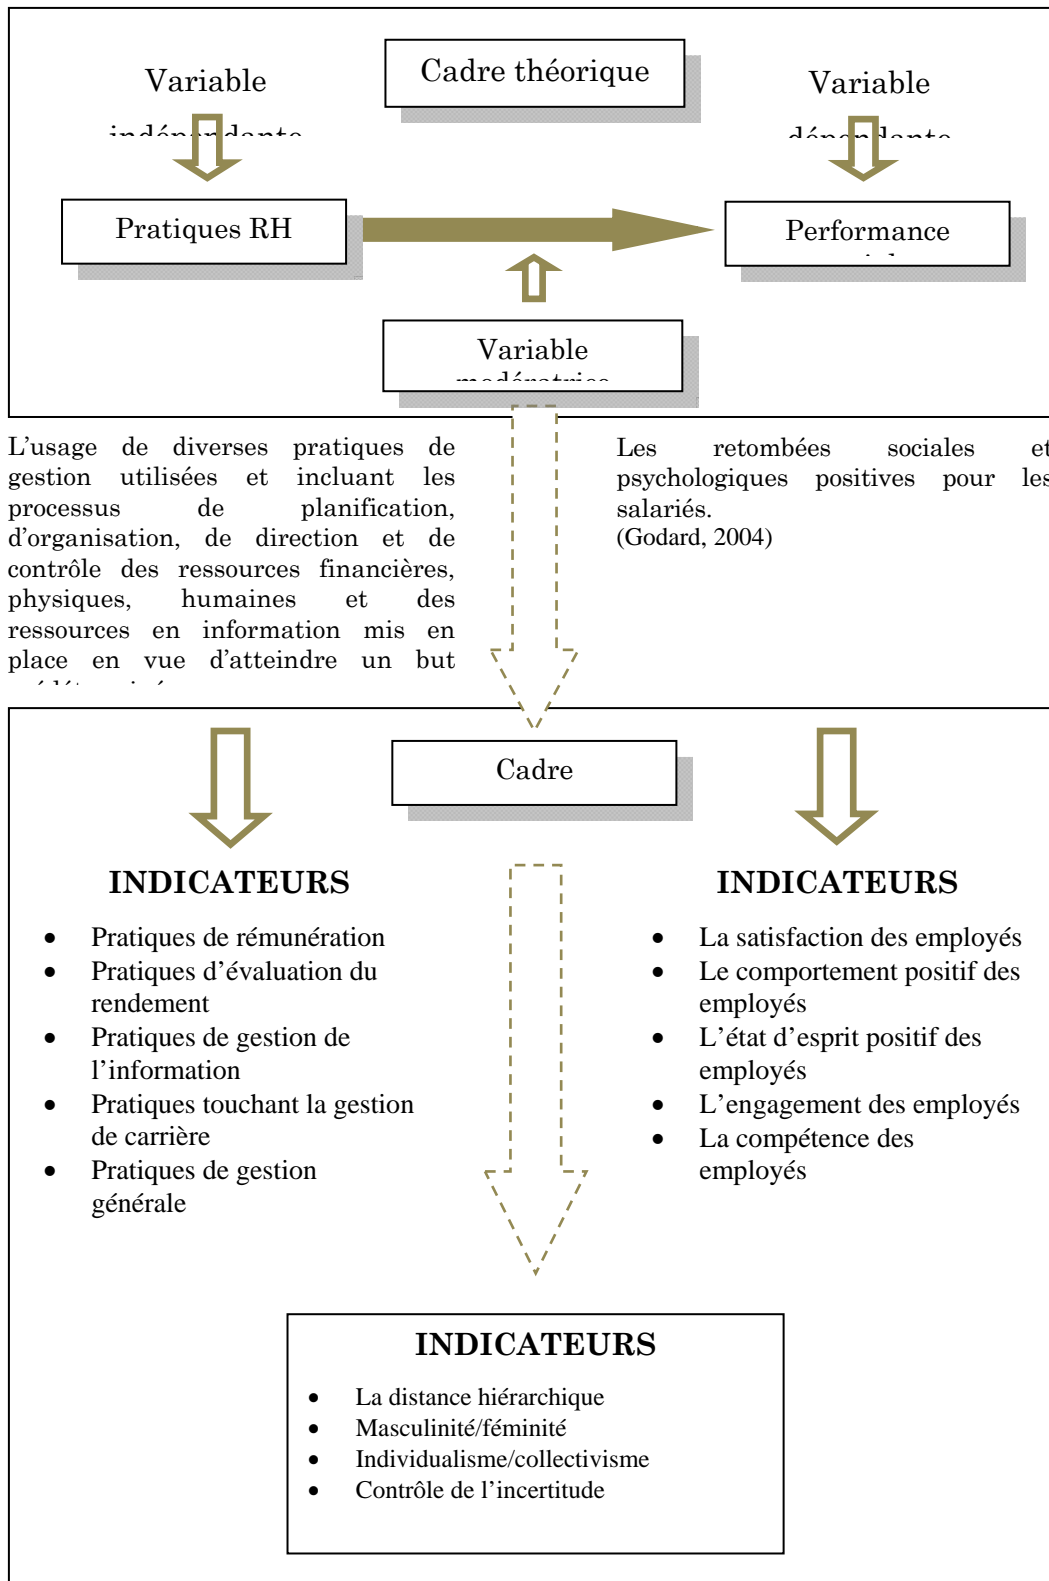 Cadre théorique
Variable
Variable
Pratiques RH
Performance
Variable
L’usage de diverses pratiques de
gestion utilisées et incluant les
processus de planification,
d’organisation, de direction et de
contrôle des ressources financières,
physiques, humaines et des
ressources en information mis en
place en vue d’atteindre un but
Les retombées sociales et
psychologiques positives pour les
salariés.
(Godard, 2004)
Cadre
INDICATEURS
• Pratiques de rémunération
• Pratiques d’évaluation du
rendement
• Pratiques de gestion de
l’information
• Pratiques touchant la gestion
de carrière
• Pratiques de gestion
générale
INDICATEURS
• La satisfaction des employés
• Le comportement positif des
employés
• L’état d’esprit positif des
employés
• L’engagement des employés
• La compétence des
employés
INDICATEURS
• La distance hiérarchique
• Masculinité/féminité
• Individualisme/collectivisme
• Contrôle de l’incertitude